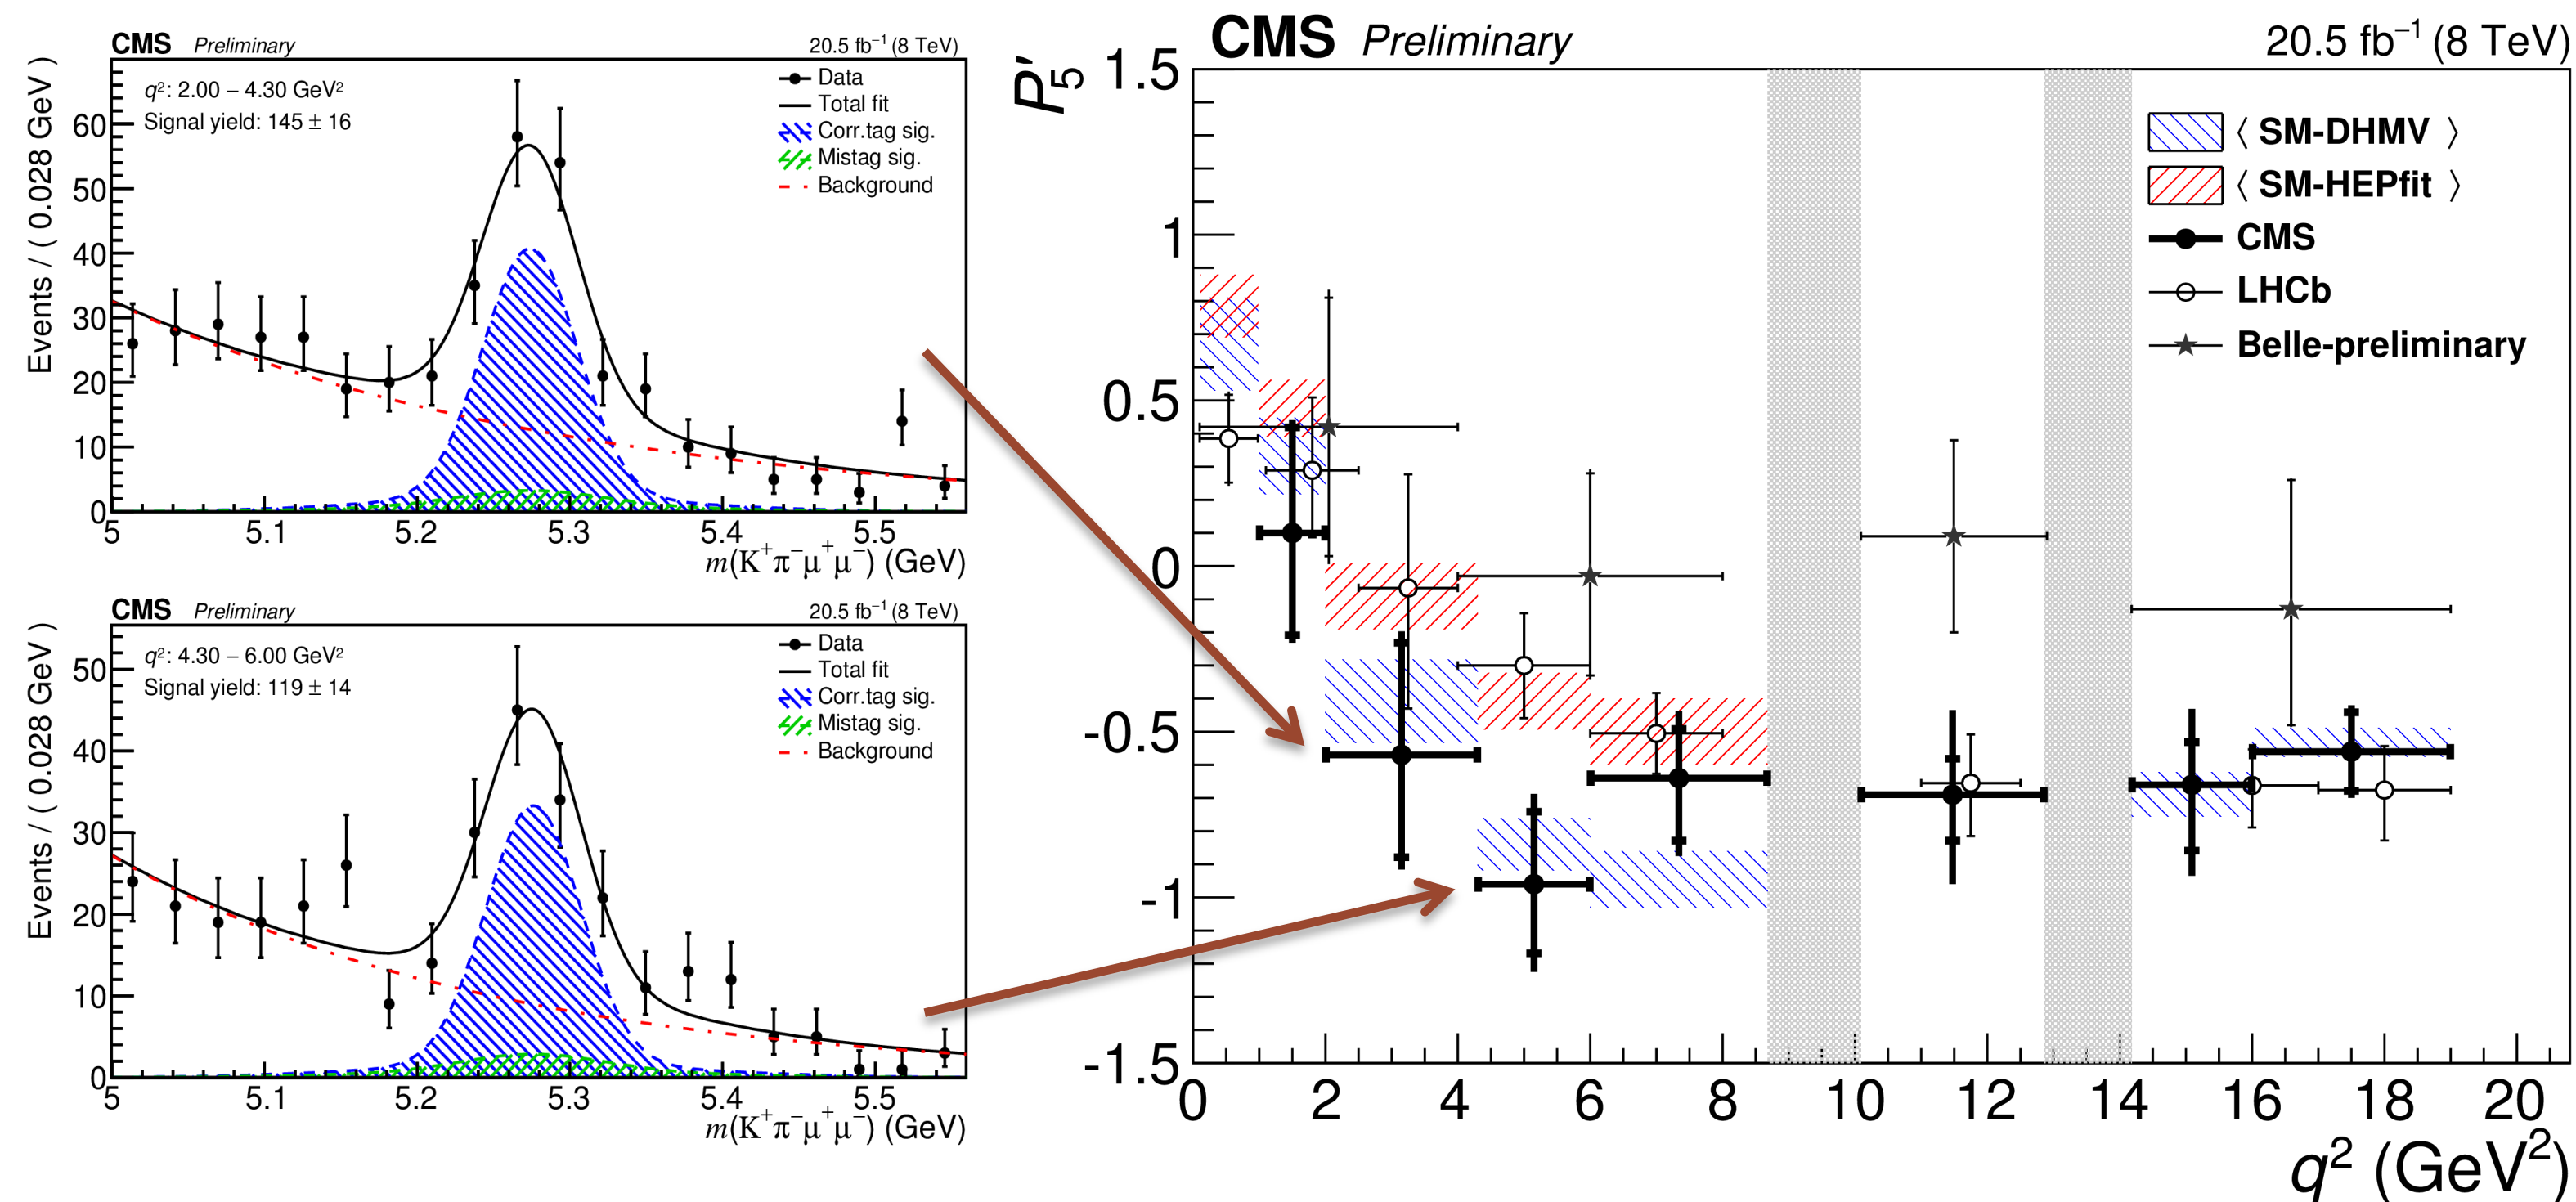 CMS Preliminary 20.5 fb⁻¹ (8 TeV)
Events / ( 0.028 GeV )
q²: 2.00 – 4.30 GeV²
Signal yield: 145 ± 16
Data
Total fit
Corr.tag sig.
Mistag sig.
Background
60
50
40
30
20
10
0
5 5.1 5.2 5.3 5.4 5.5
m(K⁺π⁻μ⁺μ⁻) (GeV)
CMS Preliminary 20.5 fb⁻¹ (8 TeV)
Events / ( 0.028 GeV )
q²: 4.30 – 6.00 GeV²
Signal yield: 119 ± 14
Data
Total fit
Corr.tag sig.
Mistag sig.
Background
50
40
30
20
10
0
5 5.1 5.2 5.3 5.4 5.5
m(K⁺π⁻μ⁺μ⁻) (GeV)
CMS Preliminary 20.5 fb⁻¹ (8 TeV)
P₅′
1.5
1
0.5
0
-0.5
-1
-1.5
⟨ SM-DHMV ⟩
⟨ SM-HEPfit ⟩
CMS
LHCb
Belle-preliminary
0 2 4 6 8 10 12 14 16 18 20
q² (GeV²)